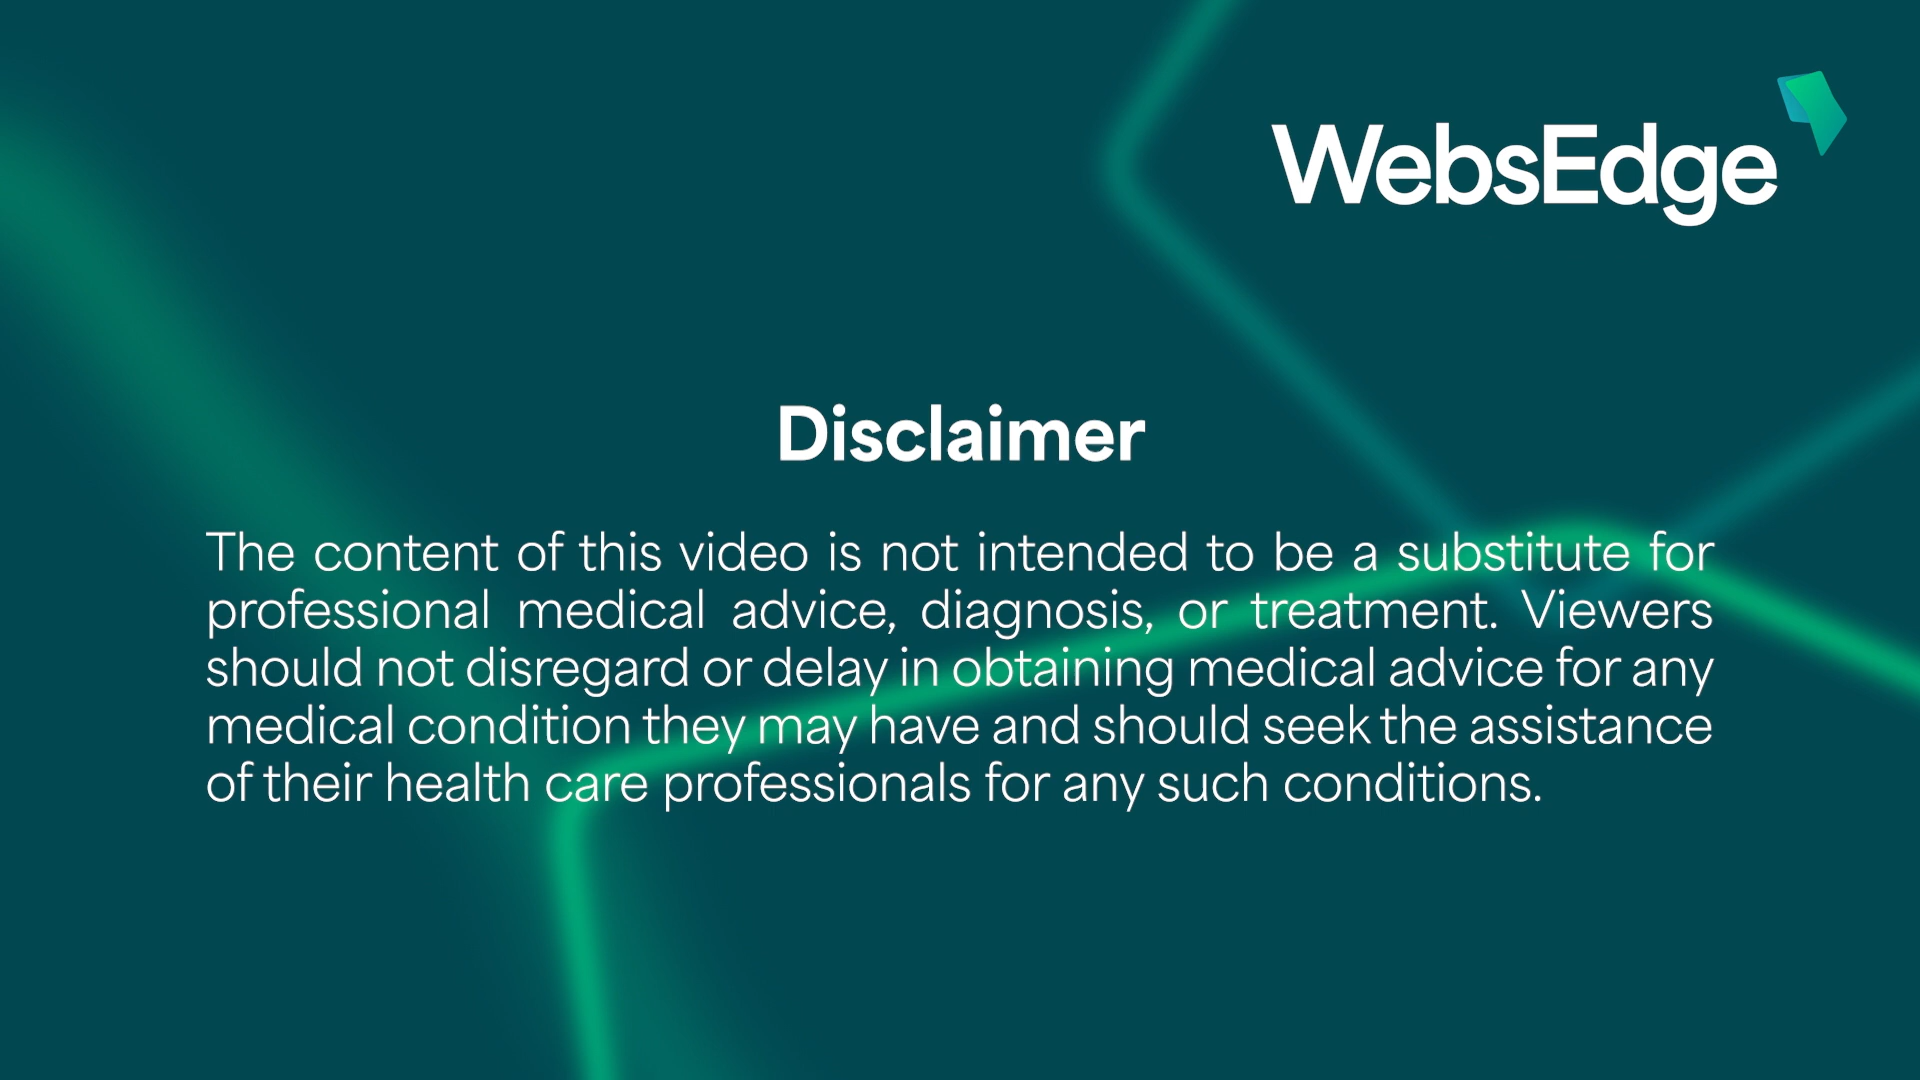 WebsEdge
Disclaimer
The content of this video is not intended to be a substitute for
professional medical advice, diagnosis, or treatment. Viewers
should not disregard or delay in obtaining medical advice for any
medical condition they may have and should seek the assistance
of their health care professionals for any such conditions.